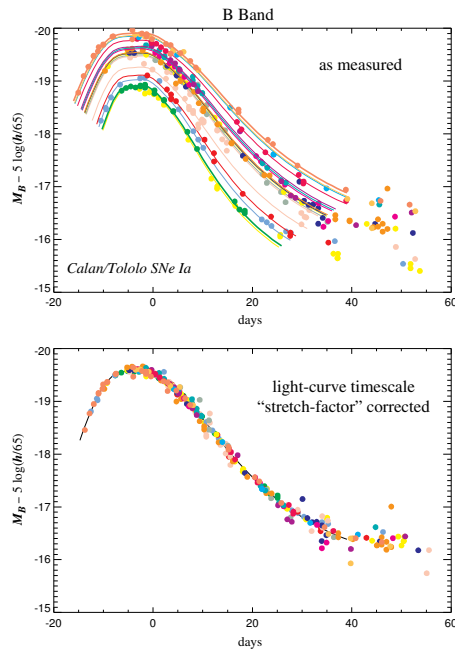 B Band
-20
as measured
-19
-18
M_B – 5 log(h/65)
-17
-16
Calan/Tololo SNe Ia
-15
-20 0 20 40 60
days
-20
light-curve timescale
“stretch-factor” corrected
-19
-18
M_B – 5 log(h/65)
-17
-16
-15
-20 0 20 40 60
days